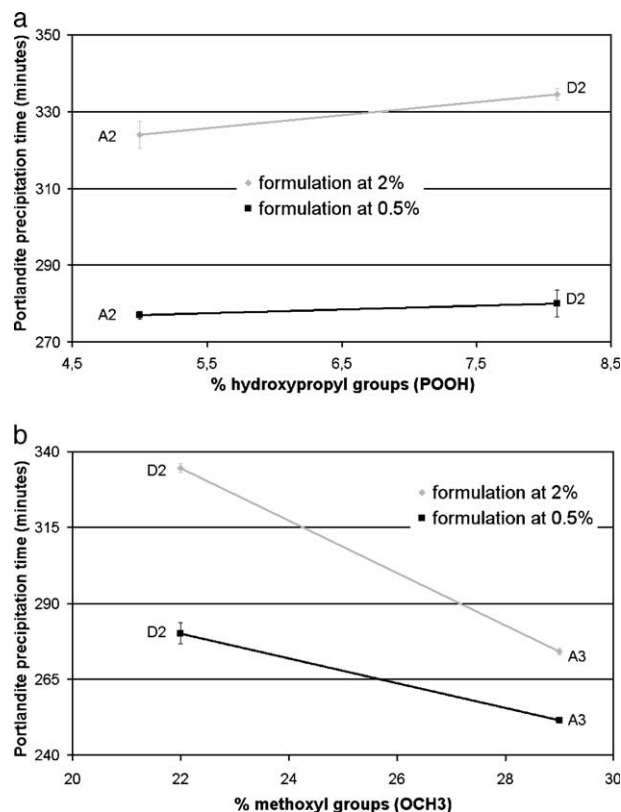 a
Portlandite precipitation time (minutes)
350
330
310
290
270
A2
D2
formulation at 2%
formulation at 0.5%
A2
D2
4,5 5,5 6,5 7,5 8,5
% hydroxypropyl groups (POOH)
b
Portlandite precipitation time (minutes)
340
315
290
265
240
D2
formulation at 2%
formulation at 0.5%
D2
A3
A3
20 22 24 26 28 30
% methoxyl groups (OCH3)